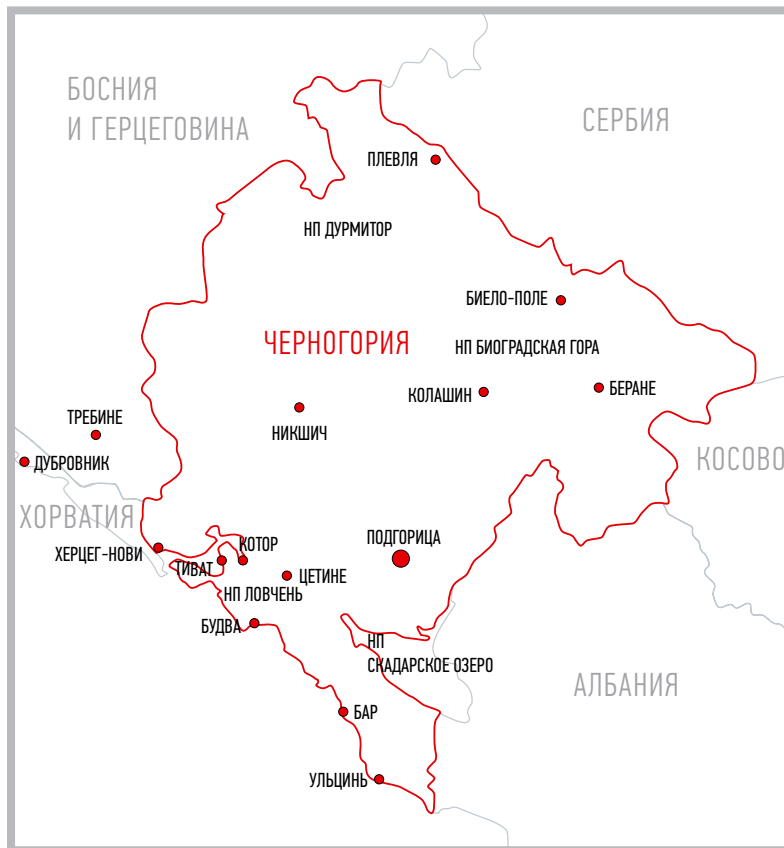 БОСНИЯ
И ГЕРЦЕГОВИНА
СЕРБИЯ
ПЛЕВЛЯ
НП ДУРМИТОР
БИЕЛО-ПОЛЕ
ЧЕРНОГОРИЯ
НП БИОГРАДСКАЯ ГОРА
КОЛАШИН
БЕРАНЕ
ТРЕБИНЕ
НИКШИЧ
ДУБРОВНИК
КОСОВО
ХОРВАТИЯ
ХЕРЦЕГ-НОВИ
КОТОР
ПОДГОРИЦА
ТИВАТ
ЦЕТИНЕ
НП ЛОВЧЕНЬ
БУДВА
НП
СКАДАРСКОЕ ОЗЕРО
АЛБАНИЯ
БАР
УЛЬЦИНЬ